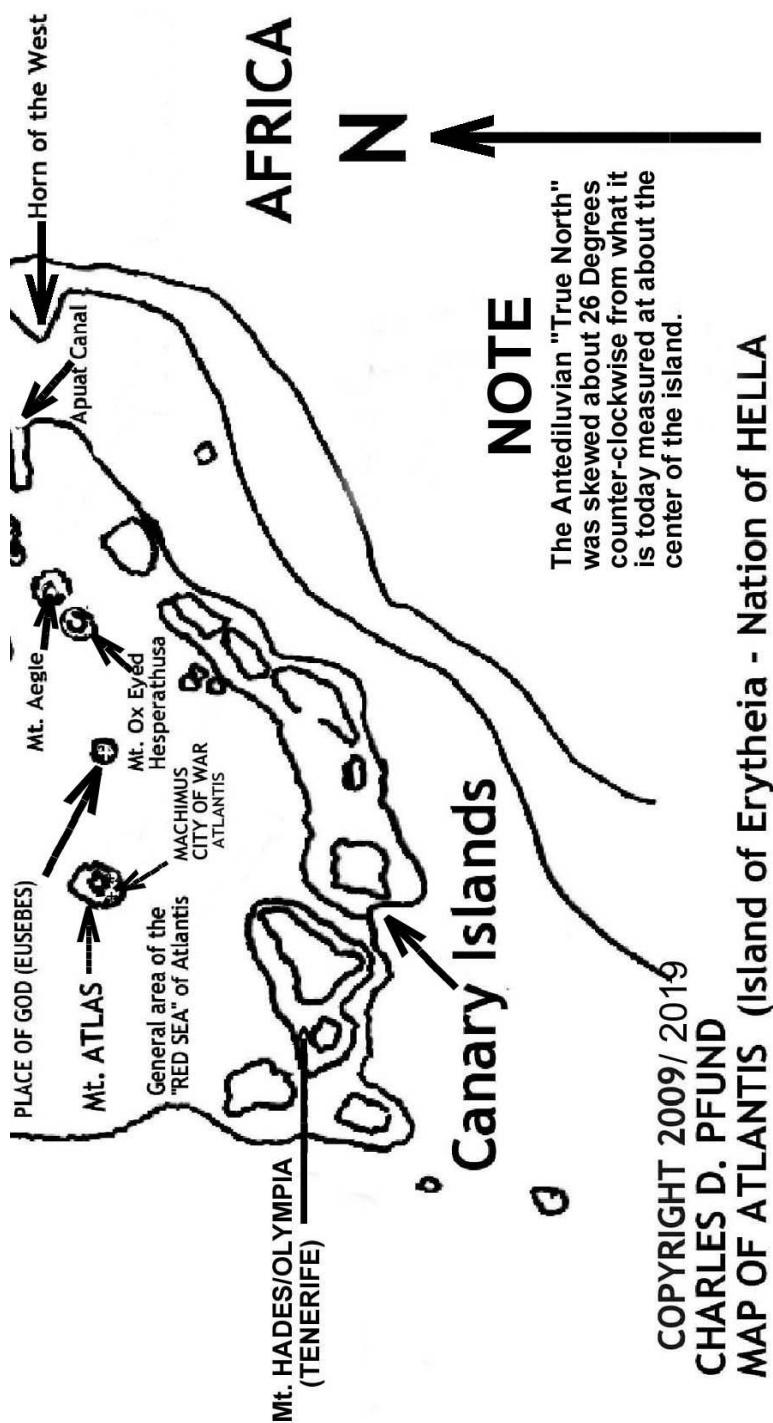 Horn of the West
AFRICA
N
Apuat Canal
Mt. Aegle
Mt. Ox Eyed
Hesperathusa
PLACE OF GOD (EUSEBES)
MACHIMUS
CITY OF WAR
ATLANTIS
Mt. ATLAS
General area of the
"RED SEA" of Atlantis
NOTE
The Antediluvian "True North"
was skewed about 26 Degrees
counter-clockwise from what it
is today measured at about the
center of the island.
Canary Islands
Mt. HADES/OLYMPIA
(TENERIFE)
COPYRIGHT 2009/ 2019
CHARLES D. PFUND
MAP OF ATLANTIS (Island of Erytheia - Nation of HELLA